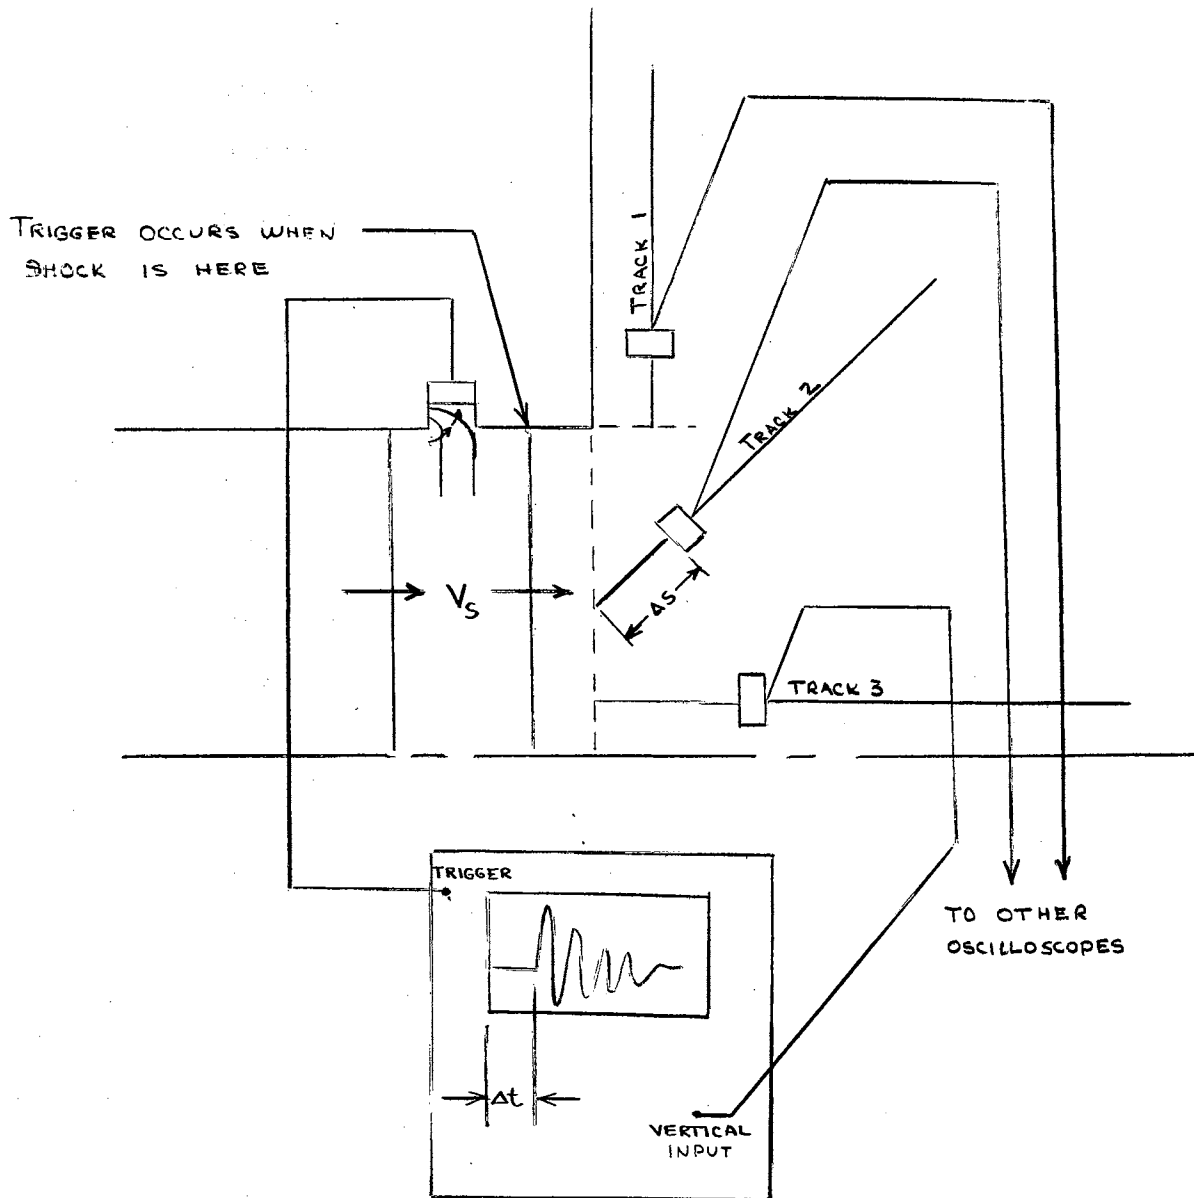 TRIGGER OCCURS WHEN
SHOCK IS HERE
TRACK 1
TRACK 2
Vs
Δs
TRACK 3
TRIGGER
TO OTHER
OSCILLOSCOPES
Δt
VERTICAL
INPUT